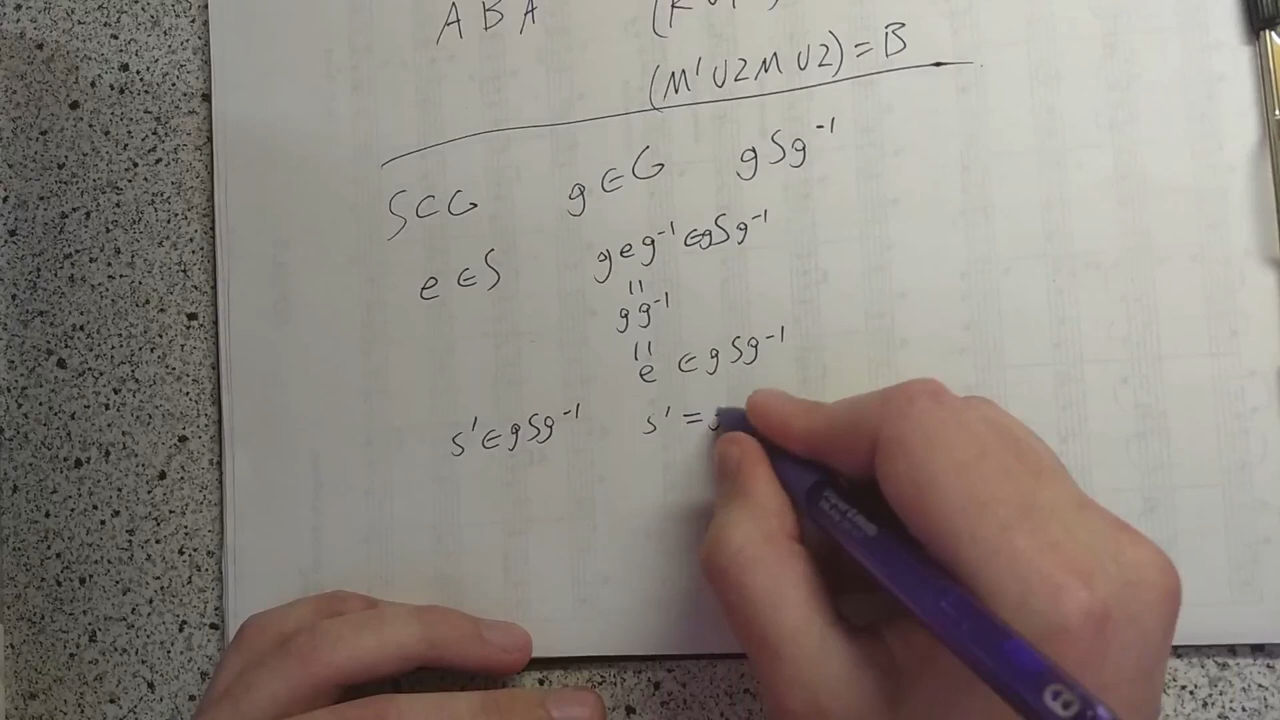 A B A
(M' U2 M U2) = B
S ⊂ G g ∈ G gSg⁻¹
e ∈ S geg⁻¹ ∈ gSg⁻¹
||
gg⁻¹
||
e ∈ gSg⁻¹
s' ∈ gSg⁻¹ s' =